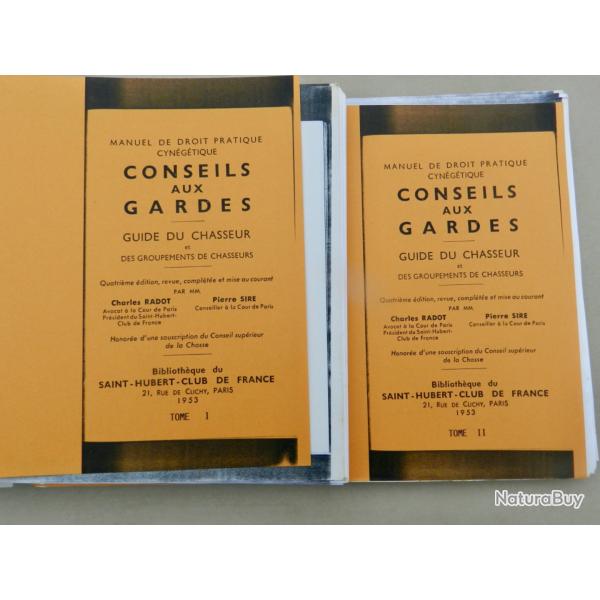 MANUEL DE DROIT PRATIQUE
CYNÉGÉTIQUE
CONSEILS
AUX
GARDES
GUIDE DU CHASSEUR
et
DES GROUPEMENTS DE CHASSEURS
Quatrième édition, revue, complétée et mise au courant
PAR MM.
Charles RADOT Pierre SIRE
Avocat à la Cour de Paris Conseiller à la Cour de Paris
Président du Saint-Hubert-
Club de France
Honorée d'une souscription du Conseil supérieur
de la Chasse
Bibliothèque du
SAINT-HUBERT-CLUB DE FRANCE
21, RUE DE CLICHY, PARIS
1953
TOME I
MANUEL DE DROIT PRATIQUE
CYNÉGÉTIQUE
CONSEILS
AUX
GARDES
GUIDE DU CHASSEUR
et
DES GROUPEMENTS DE CHASSEURS
Quatrième édition, revue, complétée et mise au courant
PAR MM.
Charles RADOT Pierre SIRE
Avocat à la Cour de Paris Conseiller à la Cour de Paris
Président du Saint-Hubert-
Club de France
Honorée d'une souscription du Conseil supérieur
de la Chasse
Bibliothèque du
SAINT-HUBERT-CLUB DE FRANCE
21, RUE DE CLICHY, PARIS
1953
TOME II
NaturaBuy